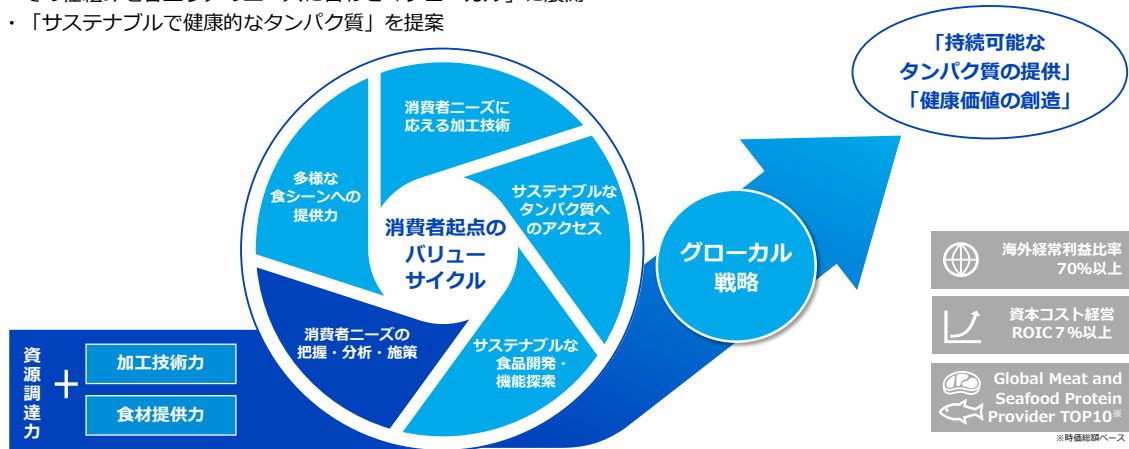 ・「サステナブルで健康的なタンパク質」を提案
「持続可能な
タンパク質の提供」
「健康価値の創造」
消費者ニーズに
応える加工技術
多様な
食シーンへの
提供力
サステナブルな
タンパク質へ
のアクセス
消費者起点の
バリュー
サイクル
グローカル
戦略
消費者ニーズの
把握・分析・施策
サステナブルな
食品開発・
機能探索
資源調達力
+
加工技術力
食材提供力
海外経常利益比率
70%以上
資本コスト経営
ROIC7%以上
Global Meat and
Seafood Protein
Provider TOP10※
※時価総額ベース